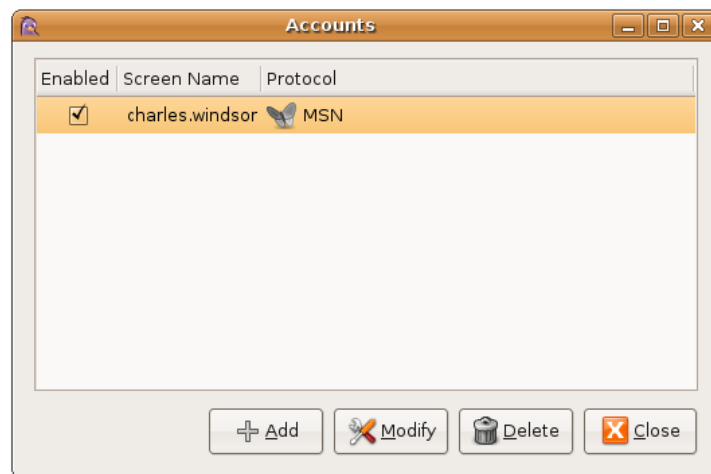 Accounts
Enabled Screen Name Protocol
charles.windsor MSN
Add Modify Delete Close